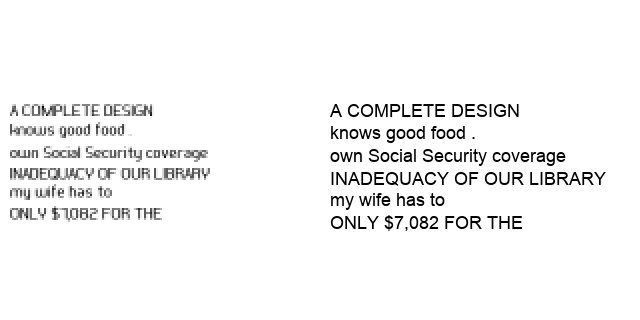 A COMPLETE DESIGN
knows good food .
own Social Security coverage
INADEQUACY OF OUR LIBRARY
my wife has to
ONLY $7,082 FOR THE
A COMPLETE DESIGN
knows good food .
own Social Security coverage
INADEQUACY OF OUR LIBRARY
my wife has to
ONLY $7,082 FOR THE